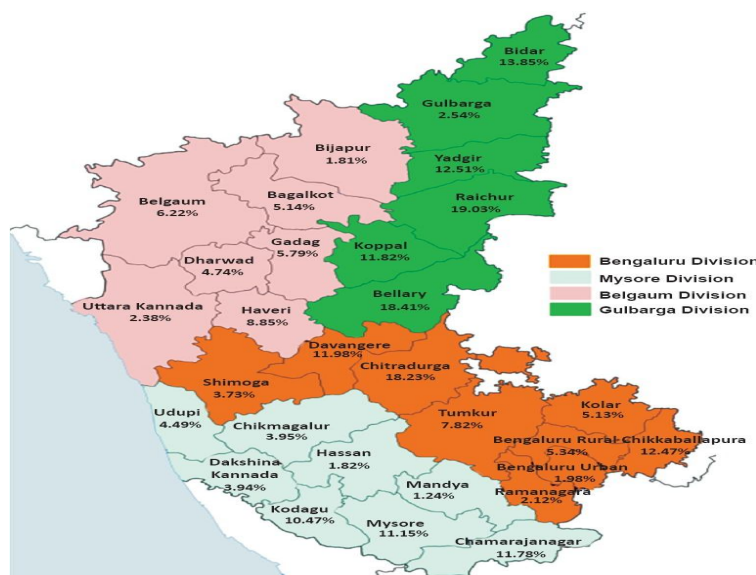 Bidar
13.85%
Gulbarga
2.54%
Bijapur
1.81%
Yadgir
12.51%
Belgaum
6.22%
Bagalkot
5.14%
Raichur
19.03%
Gadag
5.79%
Koppal
11.82%
Dharwad
4.74%
Bengaluru Division
Mysore Division
Belgaum Division
Gulbarga Division
Uttara Kannada
2.38%
Haveri
8.85%
Bellary
18.41%
Davangere
11.98%
Chitradurga
18.23%
Shimoga
3.73%
Udupi
4.49%
Chikmagalur
3.95%
Tumkur
7.82%
Kolar
5.13%
Bengaluru Rural
5.34%
Chikkaballapura
12.47%
Hassan
1.82%
Dakshina
Kannada
3.94%
Bengaluru Urban
1.98%
Mandya
1.24%
Ramanagara
2.12%
Kodagu
10.47%
Mysore
11.15%
Chamarajanagar
11.78%